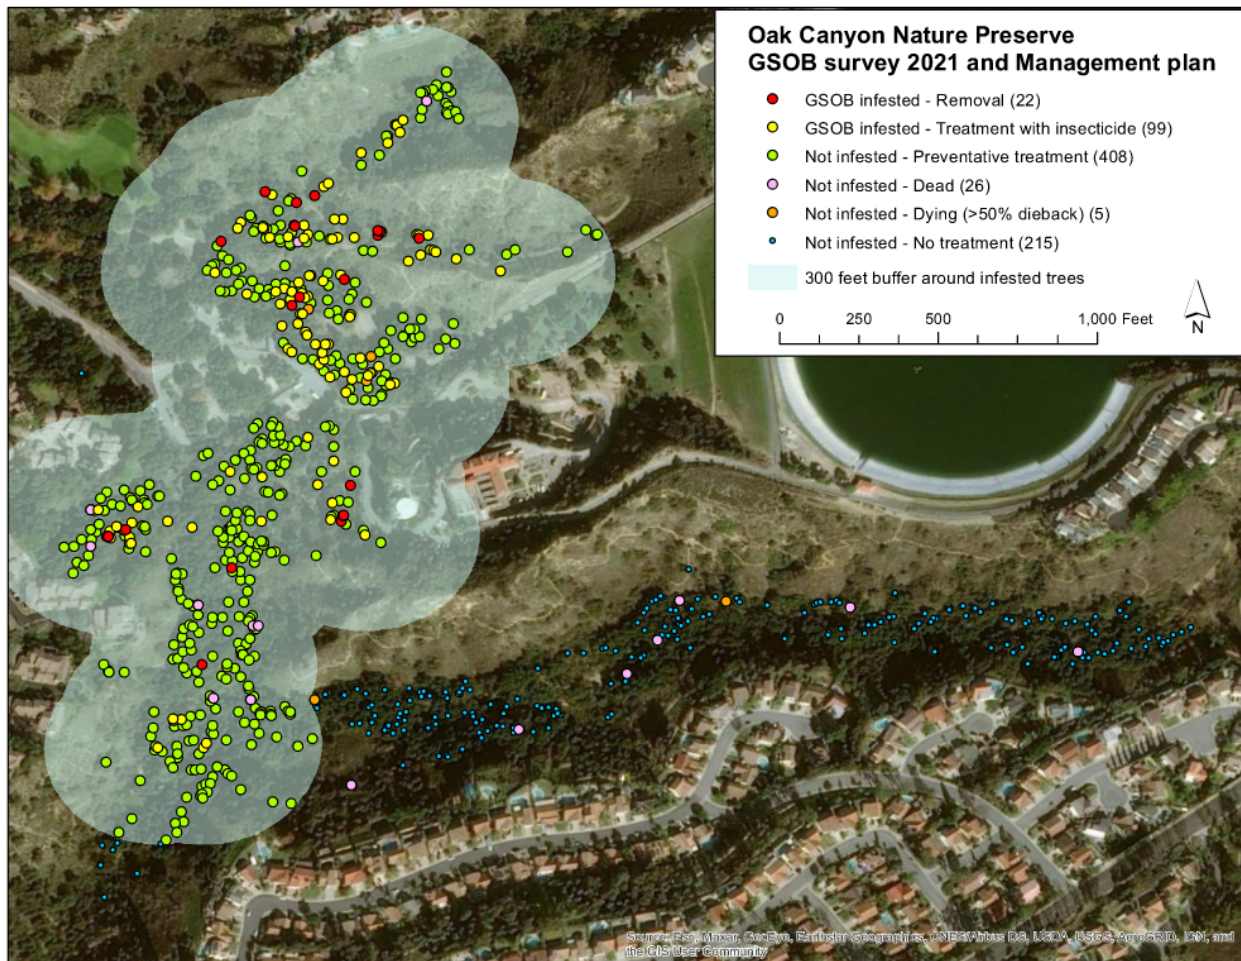 Oak Canyon Nature Preserve
GSOB survey 2021 and Management plan
GSOB infested - Removal (22)
GSOB infested - Treatment with insecticide (99)
Not infested - Preventative treatment (408)
Not infested - Dead (26)
Not infested - Dying (>50% dieback) (5)
Not infested - No treatment (215)
300 feet buffer around infested trees
0 250 500 1,000 Feet
N
Source: Esri, Maxar, GeoEye, Earthstar Geographics, CNES/Airbus DS, USDA, USGS, AeroGRID, IGN, and
the GIS User Community